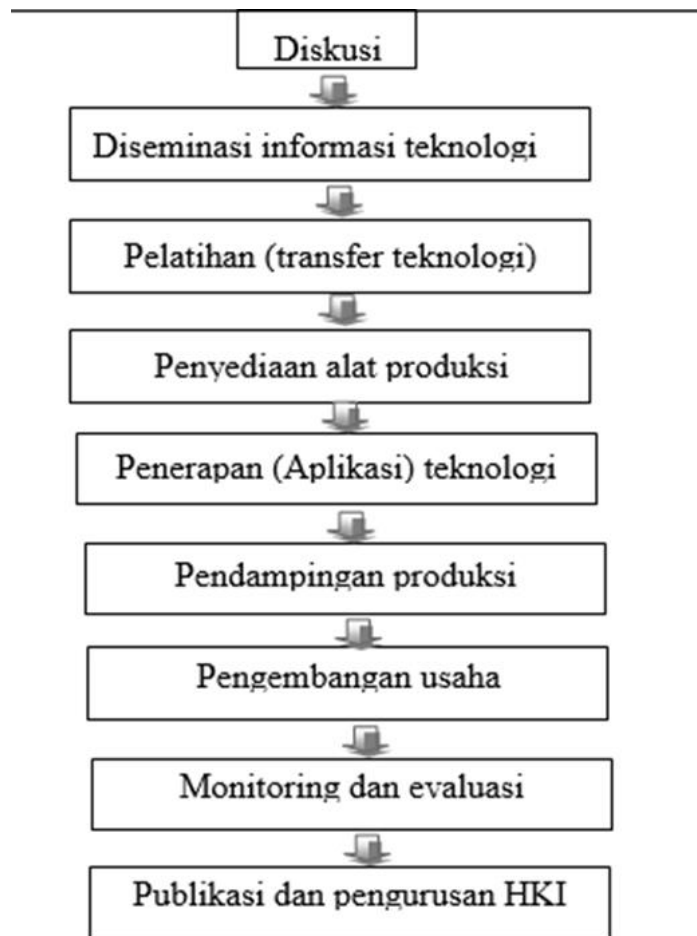 Diskusi
Diseminasi informasi teknologi
Pelatihan (transfer teknologi)
Penyediaan alat produksi
Penerapan (Aplikasi) teknologi
Pendampingan produksi
Pengembangan usaha
Monitoring dan evaluasi
Publikasi dan pengurusan HKI